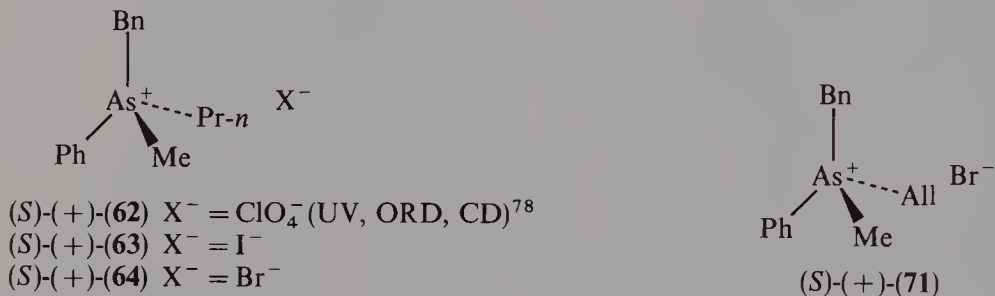 Bn
As⁺ Pr-n X⁻
Ph Me
(S)-(+)-(62) X⁻ = ClO₄⁻ (UV, ORD, CD)⁷⁸
(S)-(+)-(63) X⁻ = I⁻
(S)-(+)-(64) X⁻ = Br⁻
Bn
As⁺ All Br⁻
Ph Me
(S)-(+)-(71)